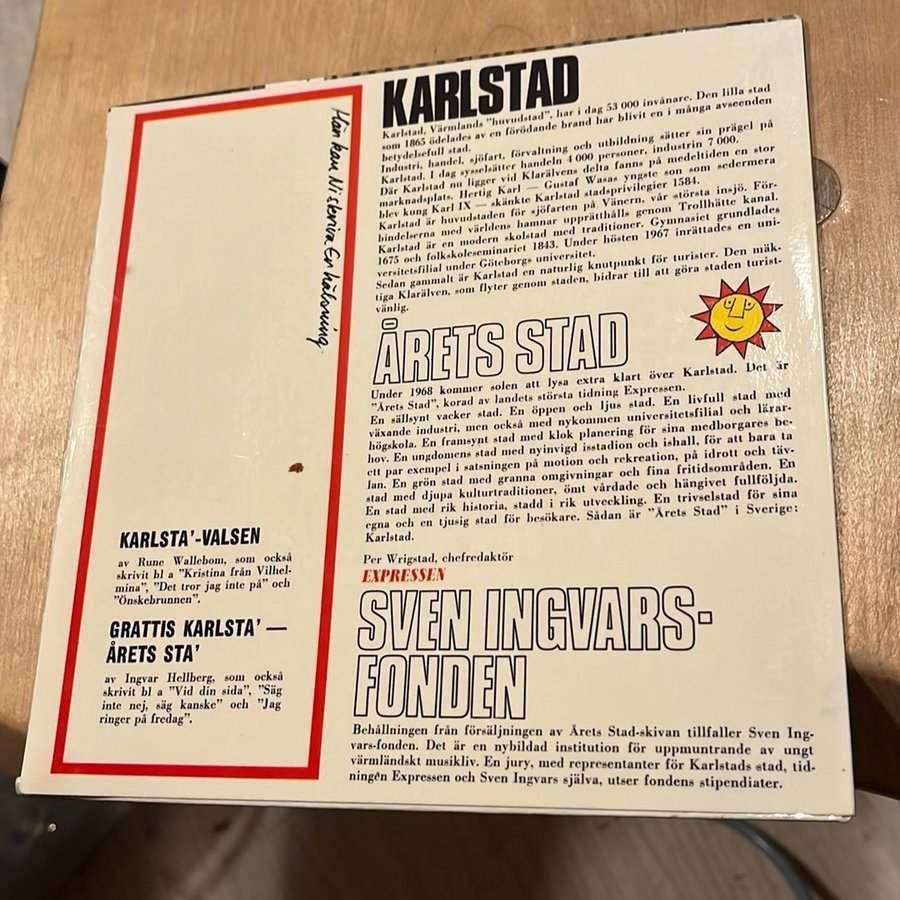 Här kan Ni skriva En hälsning
KARLSTA'-VALSEN
av Rune Wallebom, som också
skrivit bl a "Kristina från Vilhel-
mina", "Det tror jag inte på" och
"Önskebrunnen".
GRATTIS KARLSTA' —
ÅRETS STA'
av Ingvar Hellberg, som också
skrivit bl a "Vid din sida", "Säg
inte nej, säg kanske" och "Jag
ringer på fredag".
KARLSTAD
Karlstad, Värmlands "huvudstad", har i dag 53 000 invånare. Den lilla stad
som 1865 ödelades av en förödande brand har blivit en i många avseenden
betydelsefull stad.
Industri, handel, sjöfart, förvaltning och utbildning sätter sin prägel på
Karlstad. I dag sysselsätter handeln 4 000 personer, industrin 7 000.
Där Karlstad nu ligger vid Klarälvens delta fanns på medeltiden en stor
marknadsplats. Hertig Karl — Gustaf Wasas yngste son som sedermera
blev kung Karl IX — skänkte Karlstad stadsprivilegier 1584.
Karlstad är huvudstaden för sjöfarten på Vänern, vår största insjö. För-
bindelserna med världens hamnar upprätthålls genom Trollhätte kanal.
Karlstad är en modern skolstad med traditioner. Gymnasiet grundlades
1675 och folkskoleseminariet 1843. Under hösten 1967 inrättades en uni-
versitetsfilial under Göteborgs universitet.
Sedan gammalt är Karlstad en naturlig knutpunkt för turister. Den mäk-
tiga Klarälven, som flyter genom staden, bidrar till att göra staden turist-
vänlig.
ÅRETS STAD
Under 1968 kommer solen att lysa extra klart över Karlstad. Det är
"Årets Stad", korad av landets största tidning Expressen.
En sällsynt vacker stad. En öppen och ljus stad. En livfull stad med
växande industri, men också med nykommen universitetsfilial och lärar-
högskola. En framsynt stad med klok planering för sina medborgares be-
hov. En ungdomens stad med nyinvigd isstadion och ishall, för att bara ta
ett par exempel i satsningen på motion och rekreation, på idrott och täv-
lan. En grön stad med granna omgivningar och fina fritidsområden. En
stad med djupa kulturtraditioner, ömt vårdade och hängivet fullföljda.
En stad med rik historia, stadd i rik utveckling. En trivselstad för sina
egna och en tjusig stad för besökare. Sådan är "Årets Stad" i Sverige:
Karlstad.
Per Wrigstad, chefredaktör
EXPRESSEN
SVEN INGVARS-
FONDEN
Behållningen från försäljningen av Årets Stad-skivan tillfaller Sven Ing-
vars-fonden. Det är en nybildad institution för uppmuntrande av ungt
värmländskt musikliv. En jury, med representanter för Karlstads stad, tid-
ningen Expressen och Sven Ingvars själva, utser fondens stipendiater.